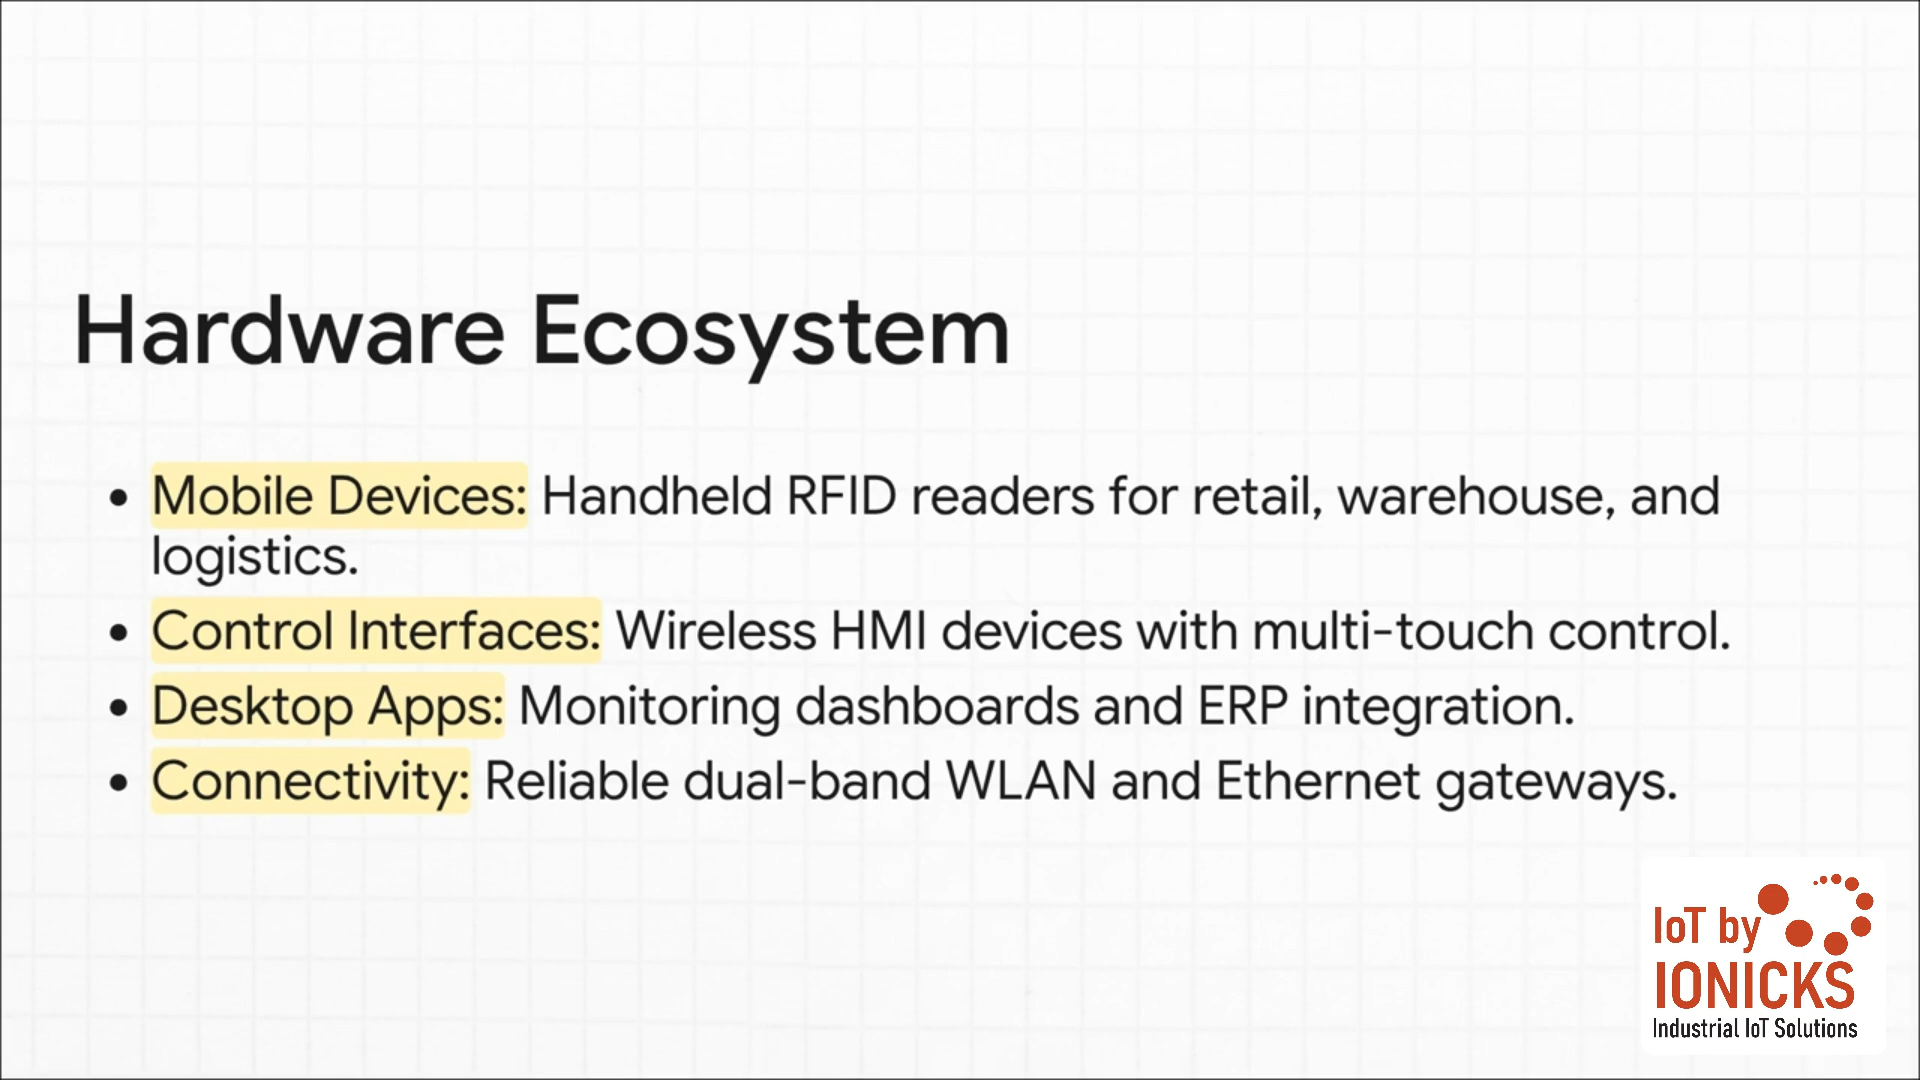 Hardware Ecosystem
• Mobile Devices: Handheld RFID readers for retail, warehouse, and
logistics.
• Control Interfaces: Wireless HMI devices with multi-touch control.
• Desktop Apps: Monitoring dashboards and ERP integration.
• Connectivity: Reliable dual-band WLAN and Ethernet gateways.
IoT by
IONICKS
Industrial IoT Solutions